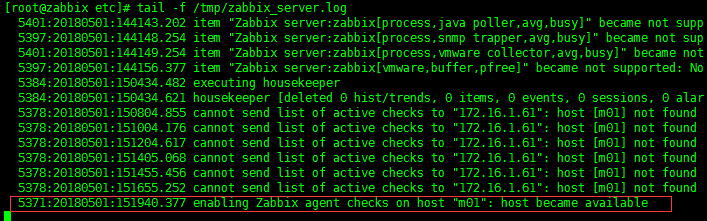 [root@zabbix etc]# tail -f /tmp/zabbix_server.log
5401:20180501:144143.202 item "Zabbix server:zabbix[process,java poller,avg,busy]" became not supp
5397:20180501:144148.254 item "Zabbix server:zabbix[process,snmp trapper,avg,busy]" became not sup
5401:20180501:144149.254 item "Zabbix server:zabbix[process,vmware collector,avg,busy]" became not
5397:20180501:144156.377 item "Zabbix server:zabbix[vmware,buffer,pfree]" became not supported: No
5384:20180501:150434.482 executing housekeeper
5384:20180501:150434.621 housekeeper [deleted 0 hist/trends, 0 items, 0 events, 0 sessions, 0 alar
5378:20180501:150804.855 cannot send list of active checks to "172.16.1.61": host [m01] not found
5378:20180501:151004.176 cannot send list of active checks to "172.16.1.61": host [m01] not found
5378:20180501:151204.617 cannot send list of active checks to "172.16.1.61": host [m01] not found
5378:20180501:151405.068 cannot send list of active checks to "172.16.1.61": host [m01] not found
5378:20180501:151455.456 cannot send list of active checks to "172.16.1.61": host [m01] not found
5378:20180501:151655.252 cannot send list of active checks to "172.16.1.61": host [m01] not found
5371:20180501:151940.377 enabling Zabbix agent checks on host "m01": host became available